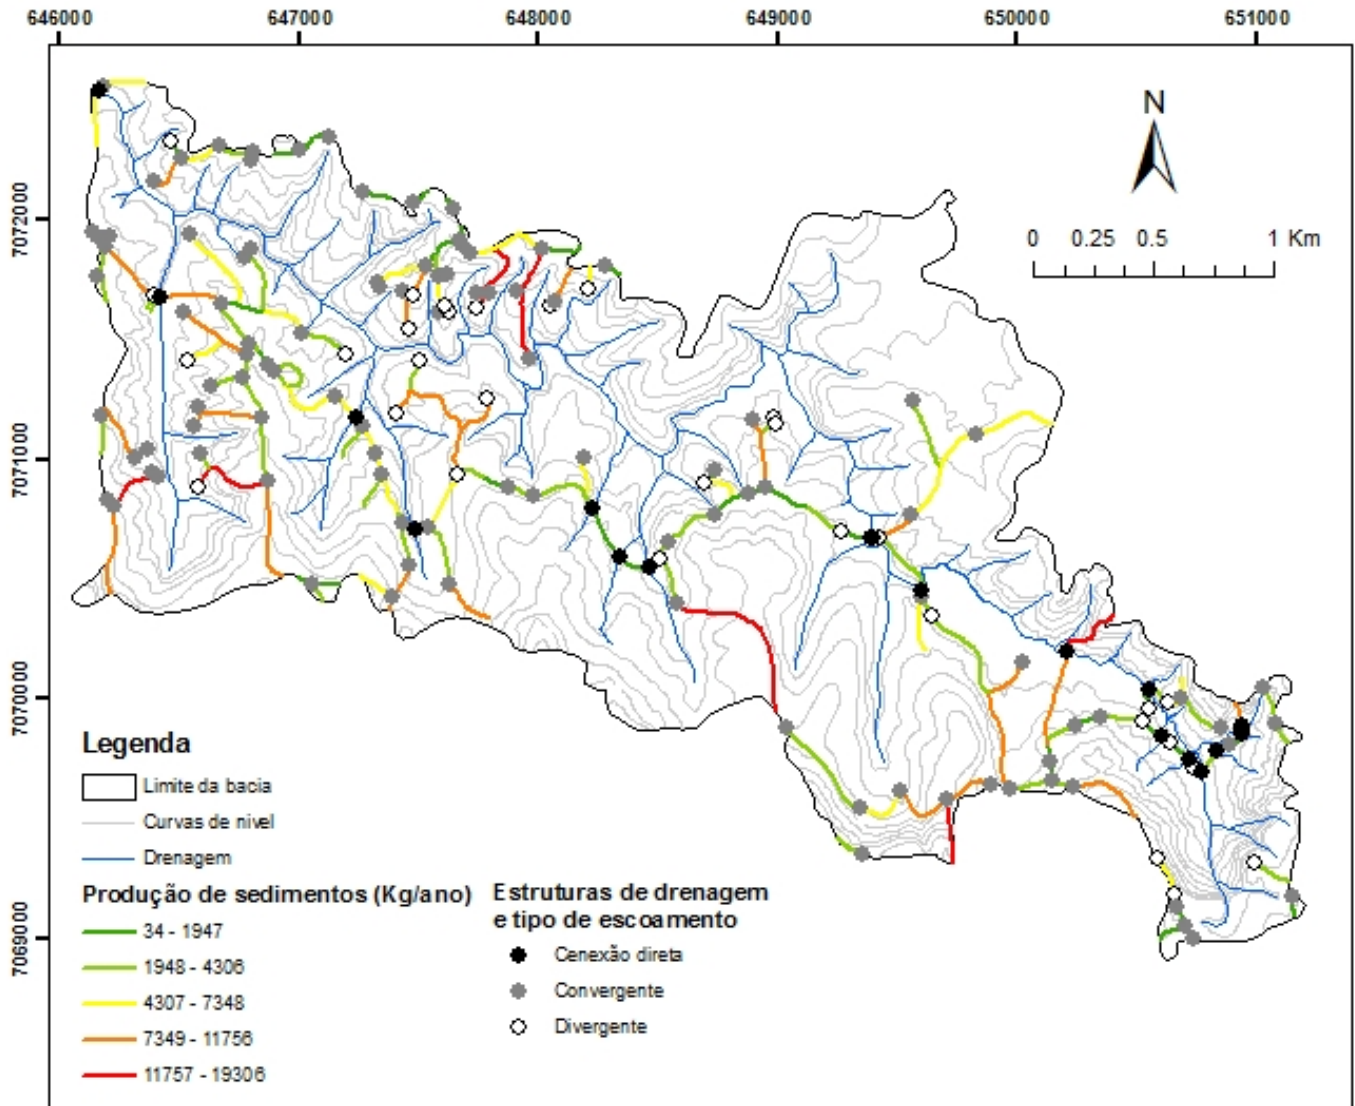 646000 647000 648000 649000 650000 651000
N
7072000
0 0.25 0.5 1 Km
7071000
7070000
Legenda
Limite da bacia
Curvas de nivel
Drenagem
Produção de sedimentos (Kg/ano)
Estruturas de drenagem
e tipo de escoamento
34 - 1947
1948 - 4306
4307 - 7348
7349 - 11756
11757 - 19306
Cenexão direta
Convergente
Divergente
7069000